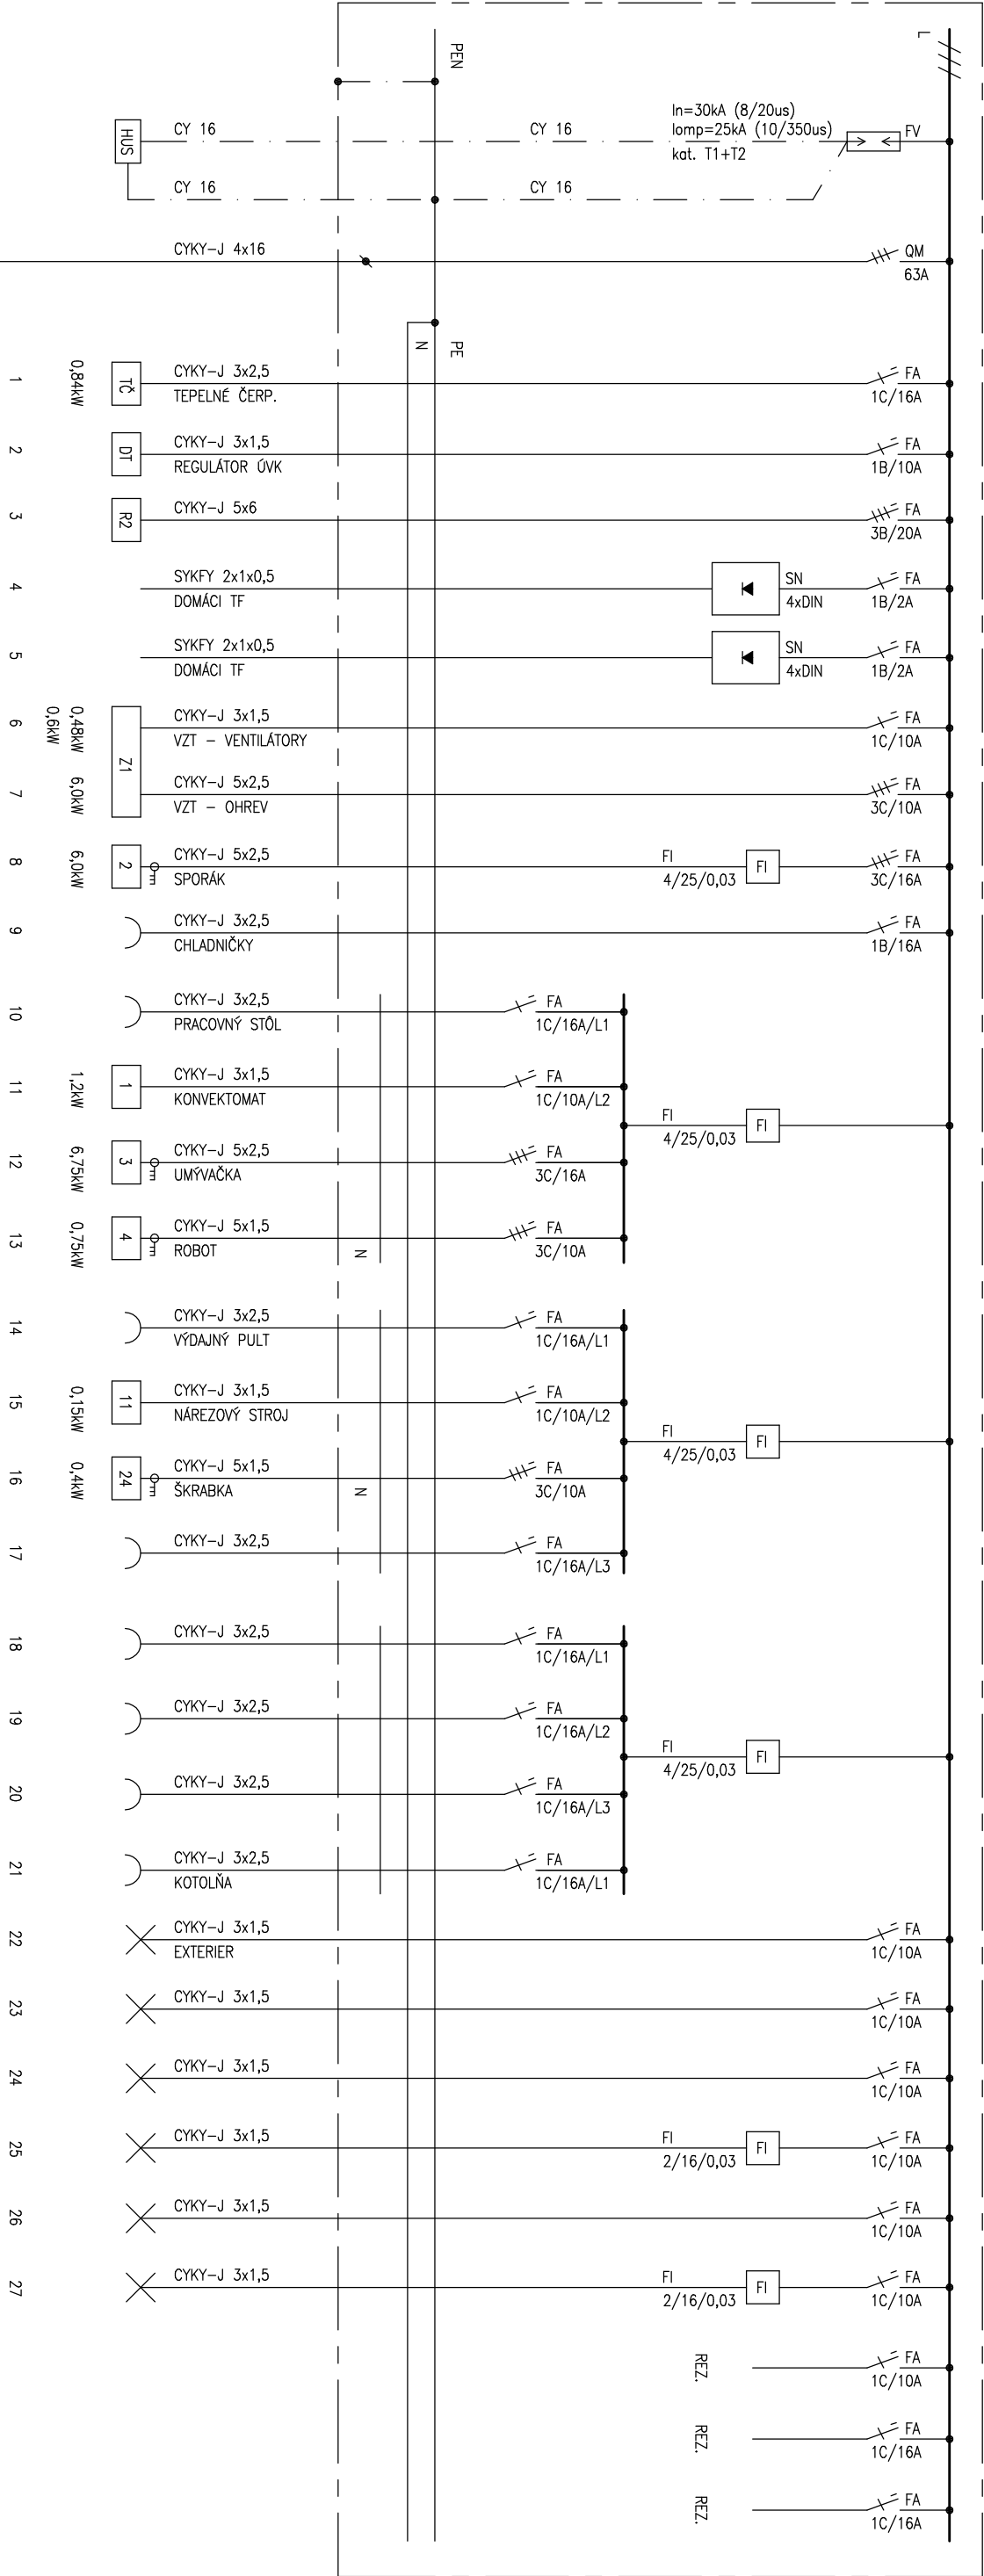 L
PEN
In=30kA (8/20us)
Iomp=25kA (10/350us)
kat. T1+T2
FV
HUS
CY 16
CY 16
CY 16
CY 16
CYKY-J 4x16
QM
63A
PE
N
1
0,84kW
TČ
CYKY-J 3x2,5
TEPELNÉ ČERP.
FA
1C/16A
2
DT
CYKY-J 3x1,5
REGULÁTOR ÚVK
FA
1B/10A
3
R2
CYKY-J 5x6
FA
3B/20A
4
SYKFY 2x1x0,5
DOMÁCI TF
SN
4xDIN
FA
1B/2A
5
SYKFY 2x1x0,5
DOMÁCI TF
SN
4xDIN
FA
1B/2A
6
0,48kW
0,6kW
Z1
CYKY-J 3x1,5
VZT - VENTILÁTORY
FA
1C/10A
7
6,0kW
CYKY-J 5x2,5
VZT - OHREV
FA
3C/10A
8
6,0kW
2
CYKY-J 5x2,5
SPORÁK
FI
4/25/0,03
FI
FA
3C/16A
9
CYKY-J 3x2,5
CHLADNIČKY
FA
1B/16A
10
CYKY-J 3x2,5
PRACOVNÝ STÔL
FA
1C/16A/L1
11
1,2kW
1
CYKY-J 3x1,5
KONVEKTOMAT
FA
1C/10A/L2
FI
4/25/0,03
FI
12
6,75kW
3
CYKY-J 5x2,5
UMÝVAČKA
FA
3C/16A
13
0,75kW
4
CYKY-J 5x1,5
ROBOT
N
FA
3C/10A
14
CYKY-J 3x2,5
VÝDAJNÝ PULT
FA
1C/16A/L1
15
0,15kW
11
CYKY-J 3x1,5
NÁREZOVÝ STROJ
FA
1C/10A/L2
FI
4/25/0,03
FI
16
0,4kW
24
CYKY-J 5x1,5
ŠKRABKA
N
FA
3C/10A
17
CYKY-J 3x2,5
FA
1C/16A/L3
18
CYKY-J 3x2,5
FA
1C/16A/L1
19
CYKY-J 3x2,5
FA
1C/16A/L2
FI
4/25/0,03
FI
20
CYKY-J 3x2,5
FA
1C/16A/L3
21
CYKY-J 3x2,5
KOTOLŇA
FA
1C/16A/L1
22
CYKY-J 3x1,5
EXTERIER
FA
1C/10A
23
CYKY-J 3x1,5
FA
1C/10A
24
CYKY-J 3x1,5
FA
1C/10A
25
CYKY-J 3x1,5
FI
2/16/0,03
FI
FA
1C/10A
26
CYKY-J 3x1,5
FA
1C/10A
27
CYKY-J 3x1,5
FI
2/16/0,03
FI
FA
1C/10A
REZ.
FA
1C/10A
REZ.
FA
1C/16A
REZ.
FA
1C/16A